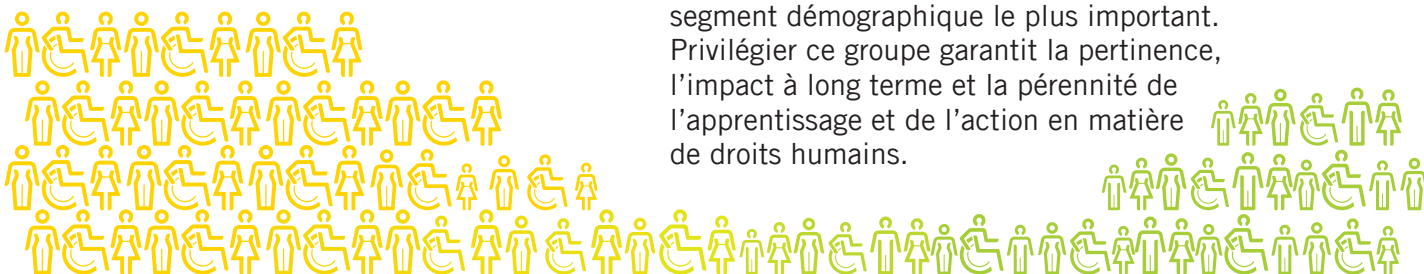 segment démographique le plus important.
Privilégier ce groupe garantit la pertinence,
l’impact à long terme et la pérennité de
l’apprentissage et de l’action en matière
de droits humains.